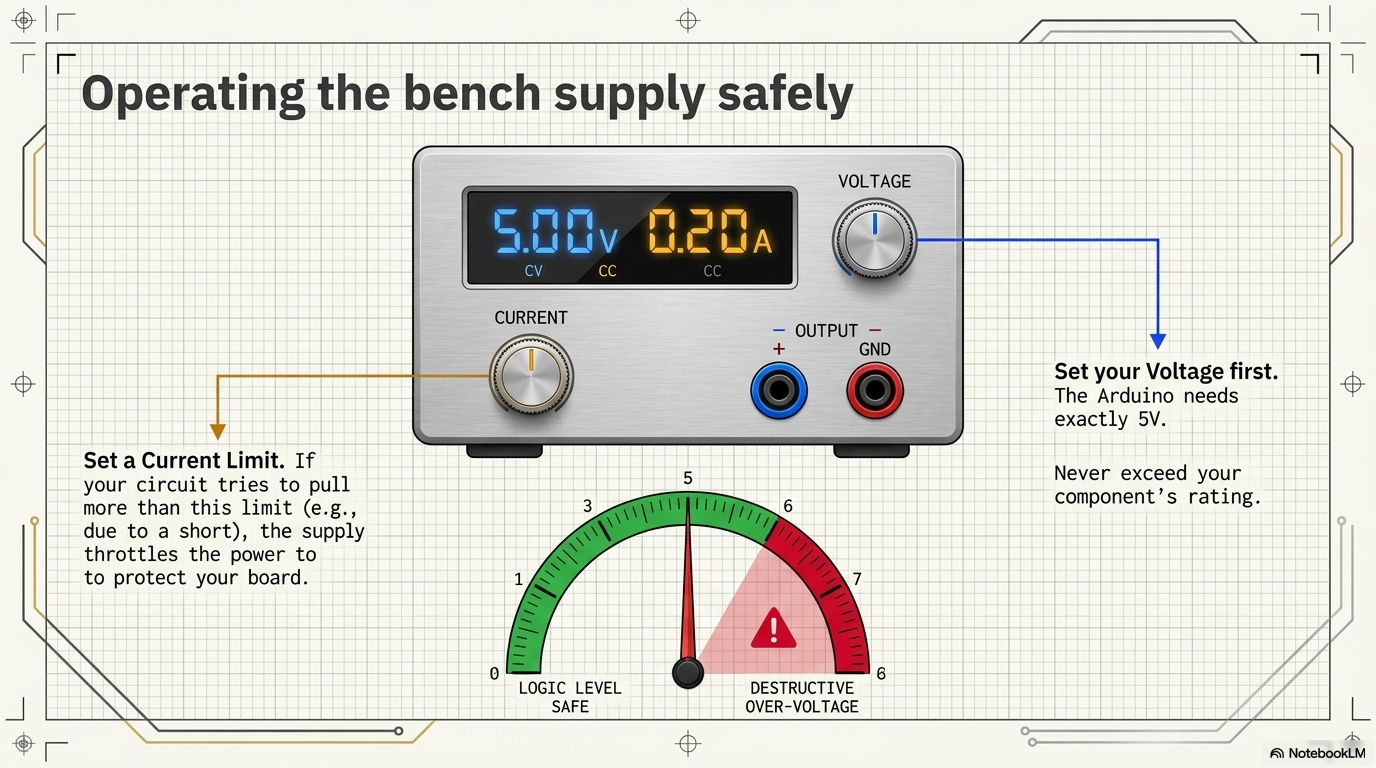 Operating the bench supply safely
VOLTAGE
5.00V 0.20A
CV CC CC
CURRENT
− OUTPUT −
+ GND
Set your Voltage first.
The Arduino needs
exactly 5V.
Never exceed your
component's rating.
Set a Current Limit. If
your circuit tries to pull
more than this limit (e.g.,
due to a short), the supply
throttles the power to
to protect your board.
0
1
3
5
6
7
6
LOGIC LEVEL
SAFE
!
DESTRUCTIVE
OVER-VOLTAGE
NotebookLM